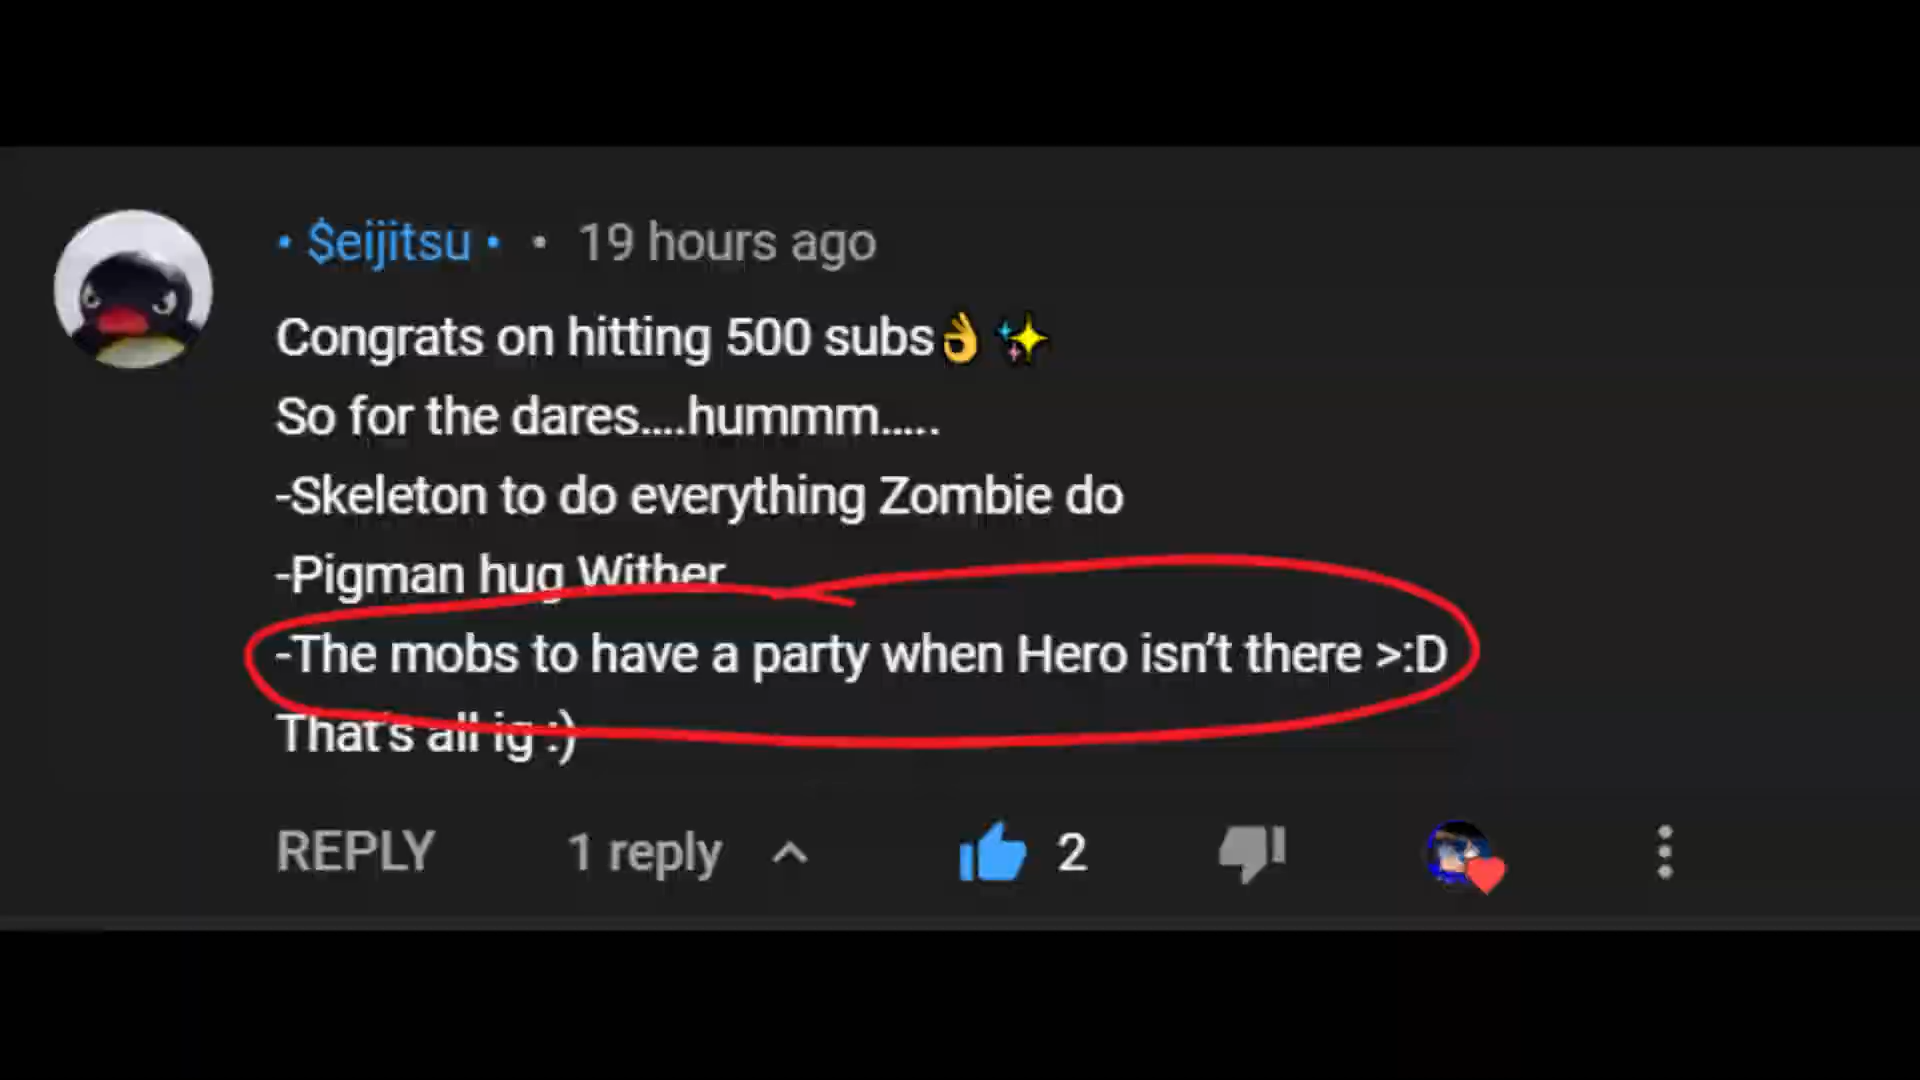 • $eijitsu • • 19 hours ago
Congrats on hitting 500 subs👌✨
So for the dares....hummm.....
-Skeleton to do everything Zombie do
-Pigman hug Wither
-The mobs to have a party when Hero isn’t there >:D
That's all ig :)
REPLY 1 reply 2